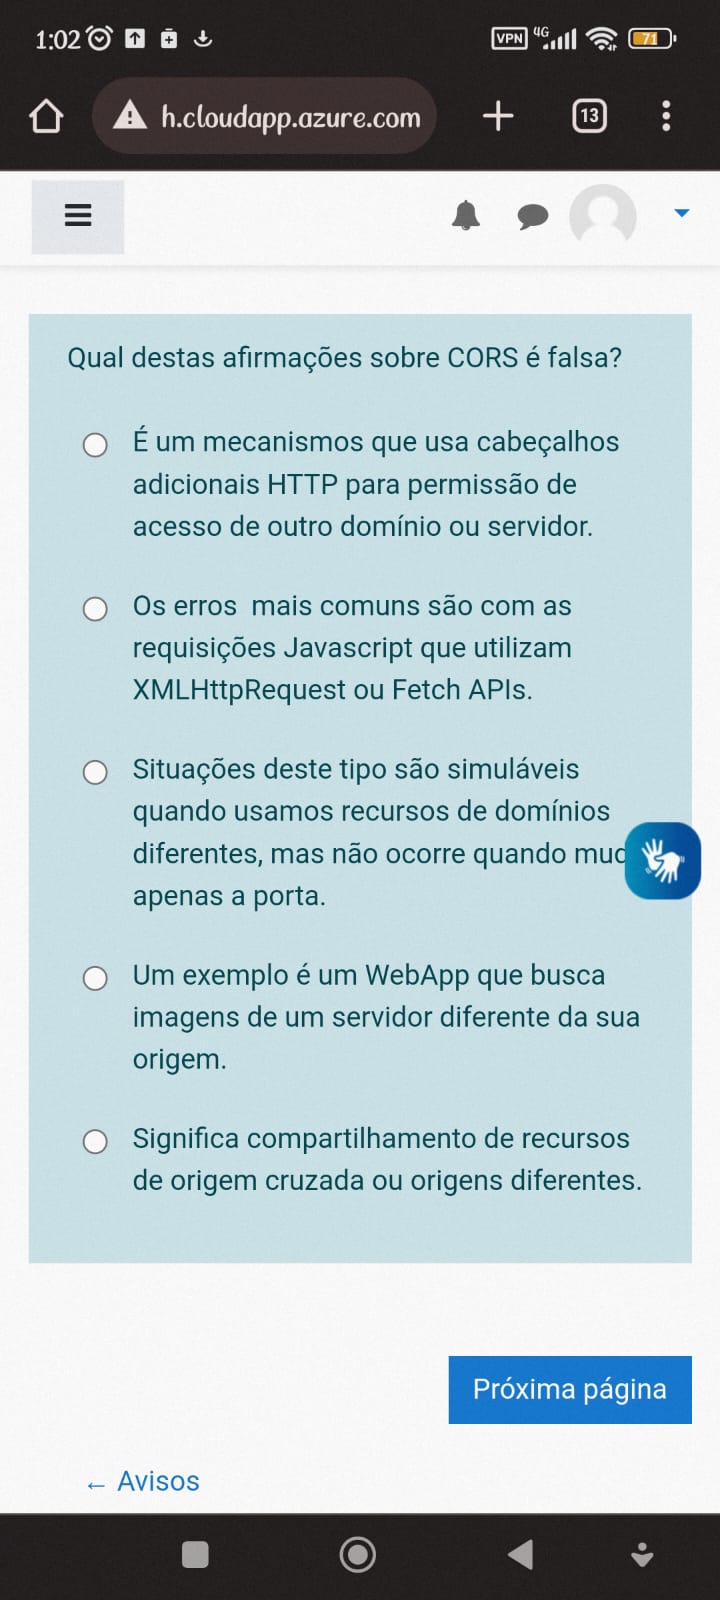 1:02
VPN 4G 71
h.cloudapp.azure.com
13
Qual destas afirmações sobre CORS é falsa?
É um mecanismos que usa cabeçalhos
adicionais HTTP para permissão de
acesso de outro domínio ou servidor.
Os erros mais comuns são com as
requisições Javascript que utilizam
XMLHttpRequest ou Fetch APIs.
Situações deste tipo são simuláveis
quando usamos recursos de domínios
diferentes, mas não ocorre quando
apenas a porta.
Um exemplo é um WebApp que busca
imagens de um servidor diferente da sua
origem.
Significa compartilhamento de recursos
de origem cruzada ou origens diferentes.
Próxima página
← Avisos